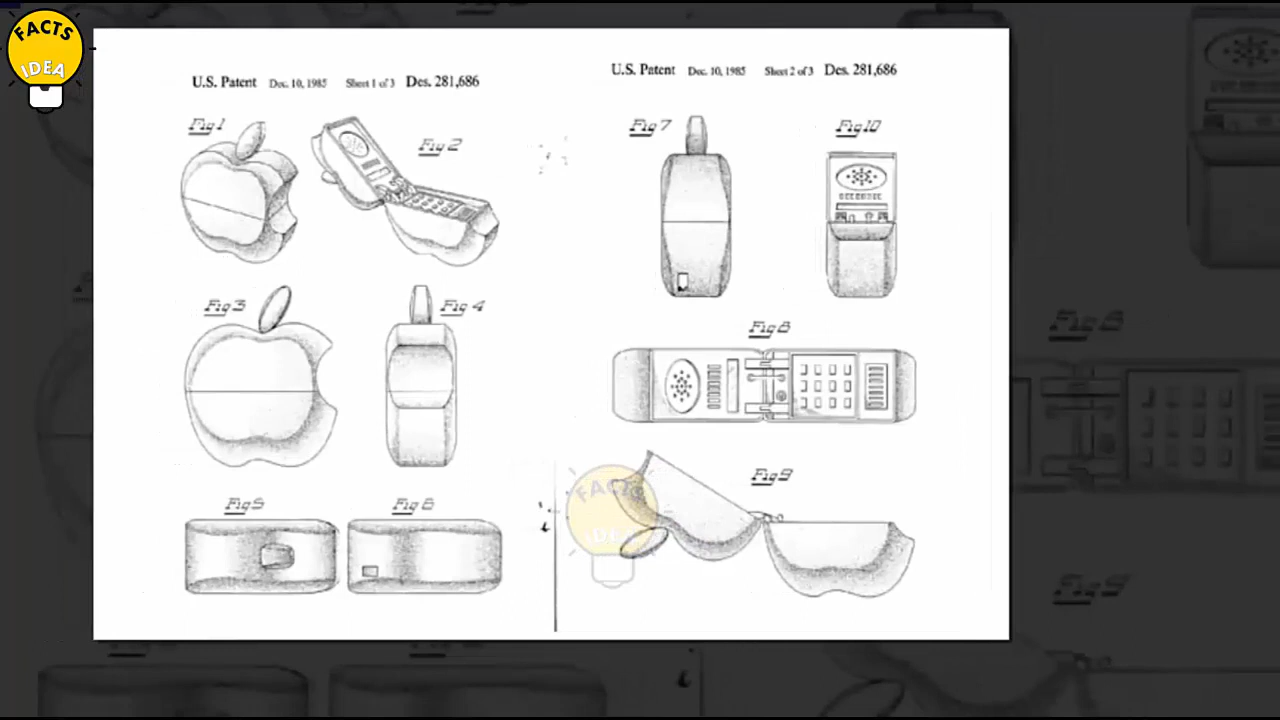 FACTS
IDEA
U.S. Patent Dec. 10, 1985 Sheet 1 of 3 Des. 281,686
Fig 1
Fig 2
Fig 3
Fig 4
Fig 5
Fig 6
U.S. Patent Dec. 10, 1985 Sheet 2 of 3 Des. 281,686
Fig 7
Fig 10
Fig 8
Fig 9
FACTS
IDEA